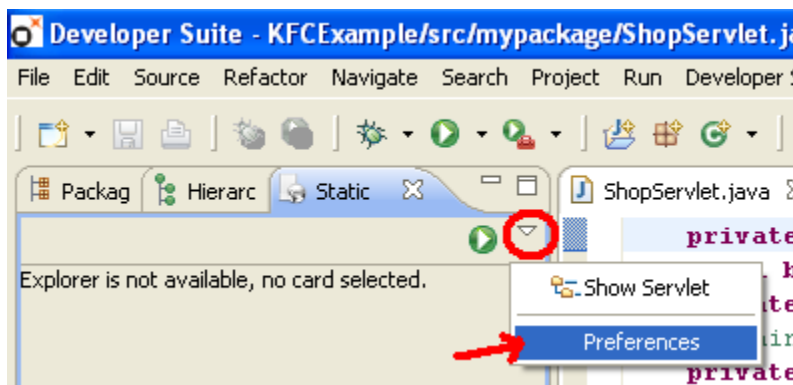 Developer Suite - KFCExample/src/mypackage/ShopServlet.j
File Edit Source Refactor Navigate Search Project Run Developer
Packag Hierarc Static ShopServlet.java
private
Explorer is not available, no card selected.
Show Servlet
Preferences
private